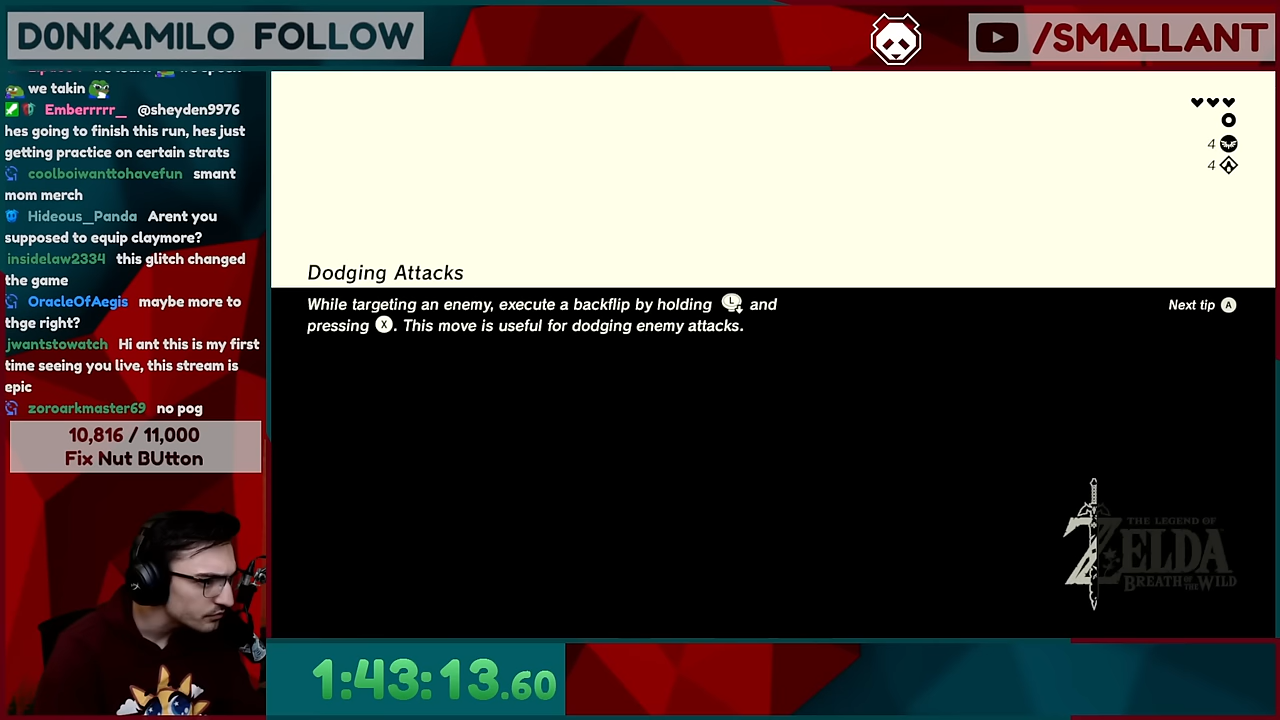 D0NKAMILO FOLLOW
/SMALLANT
we takin
Emberrrrr_ @sheyden9976
hes going to finish this run, hes just
getting practice on certain strats
coolboiwanttohavefun smant
mom merch
Hideous_Panda Arent you
supposed to equip claymore?
insidelaw2334 this glitch changed
the game
OracleOfAegis maybe more to
thge right?
jwantstowatch Hi ant this is my first
time seeing you live, this stream is
epic
zoroarkmaster69 no pog
10,816 / 11,000
Fix Nut BUtton
4
4
Dodging Attacks
While targeting an enemy, execute a backflip by holding L and
pressing X. This move is useful for dodging enemy attacks.
Next tip A
THE LEGEND OF
ZELDA
BREATH OF THE WILD
1:43:13.60